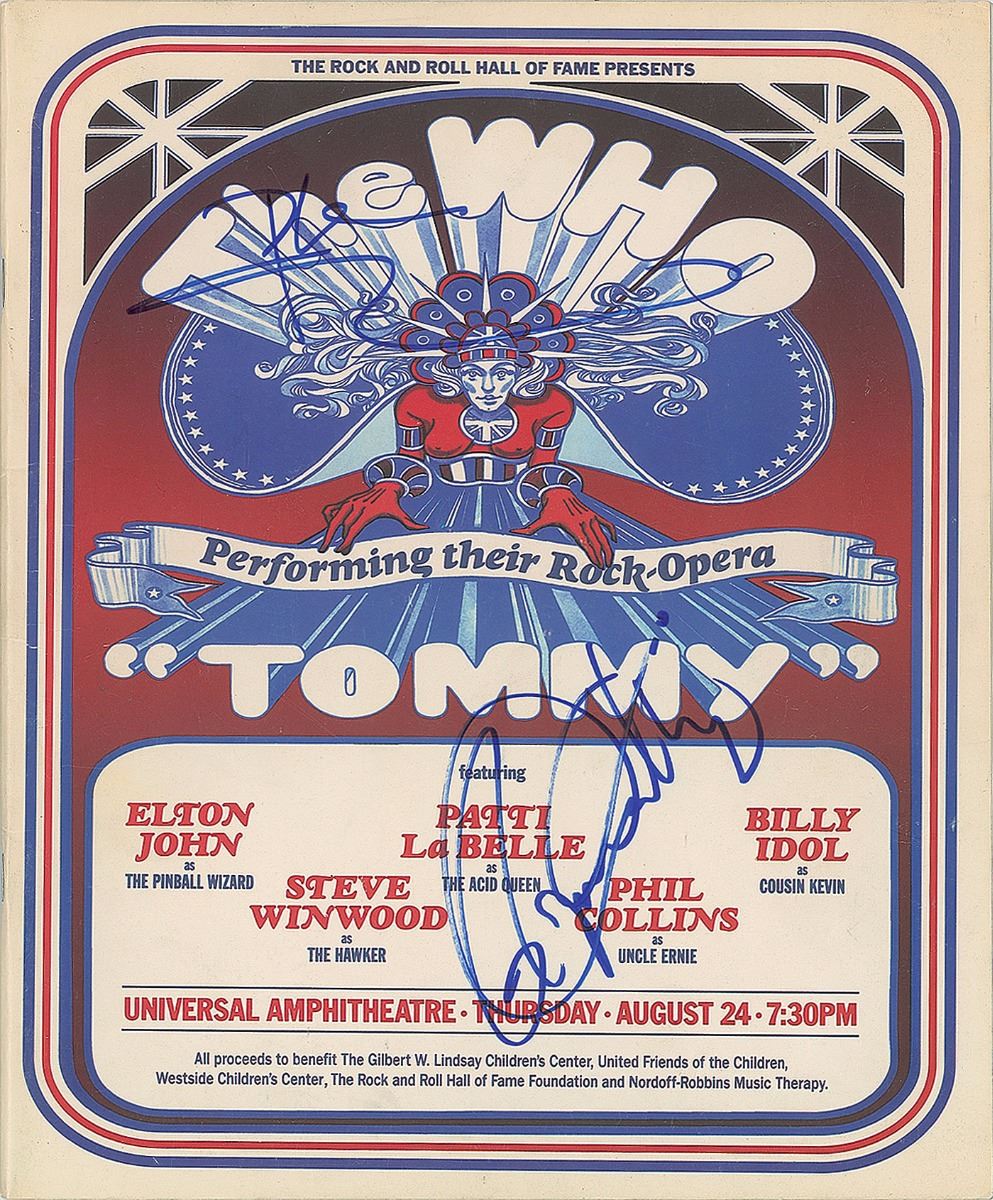 THE ROCK AND ROLL HALL OF FAME PRESENTS
The WHO
Performing their Rock-Opera
"TOMMY"
featuring
ELTON JOHN
as
THE PINBALL WIZARD
STEVE WINWOOD
as
THE HAWKER
PATTI LaBELLE
as
THE ACID QUEEN
PHIL COLLINS
as
UNCLE ERNIE
BILLY IDOL
as
COUSIN KEVIN
UNIVERSAL AMPHITHEATRE · THURSDAY · AUGUST 24 · 7:30PM
All proceeds to benefit The Gilbert W. Lindsay Children's Center, United Friends of the Children,
Westside Children's Center, The Rock and Roll Hall of Fame Foundation and Nordoff-Robbins Music Therapy.